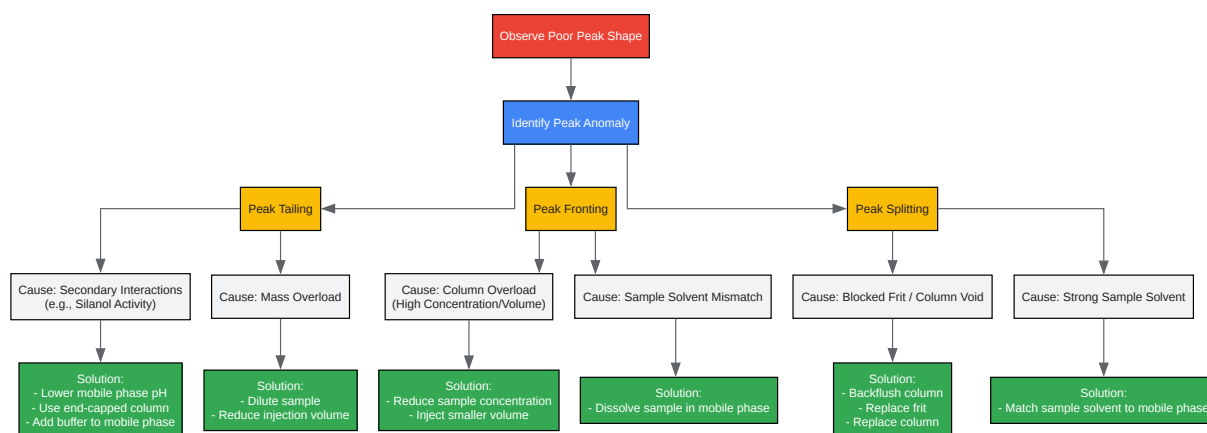 Observe Poor Peak Shape
Identify Peak Anomaly
Peak Tailing
Peak Fronting
Peak Splitting
Cause: Secondary Interactions
(e.g., Silanol Activity)
Cause: Mass Overload
Cause: Column Overload
(High Concentration/Volume)
Cause: Sample Solvent Mismatch
Cause: Blocked Frit / Column Void
Cause: Strong Sample Solvent
Solution:
- Lower mobile phase pH
- Use end-capped column
- Add buffer to mobile phase
Solution:
- Dilute sample
- Reduce injection volume
Solution:
- Reduce sample concentration
- Inject smaller volume
Solution:
- Dissolve sample in mobile phase
Solution:
- Backflush column
- Replace frit
- Replace column
Solution:
- Match sample solvent to mobile phase